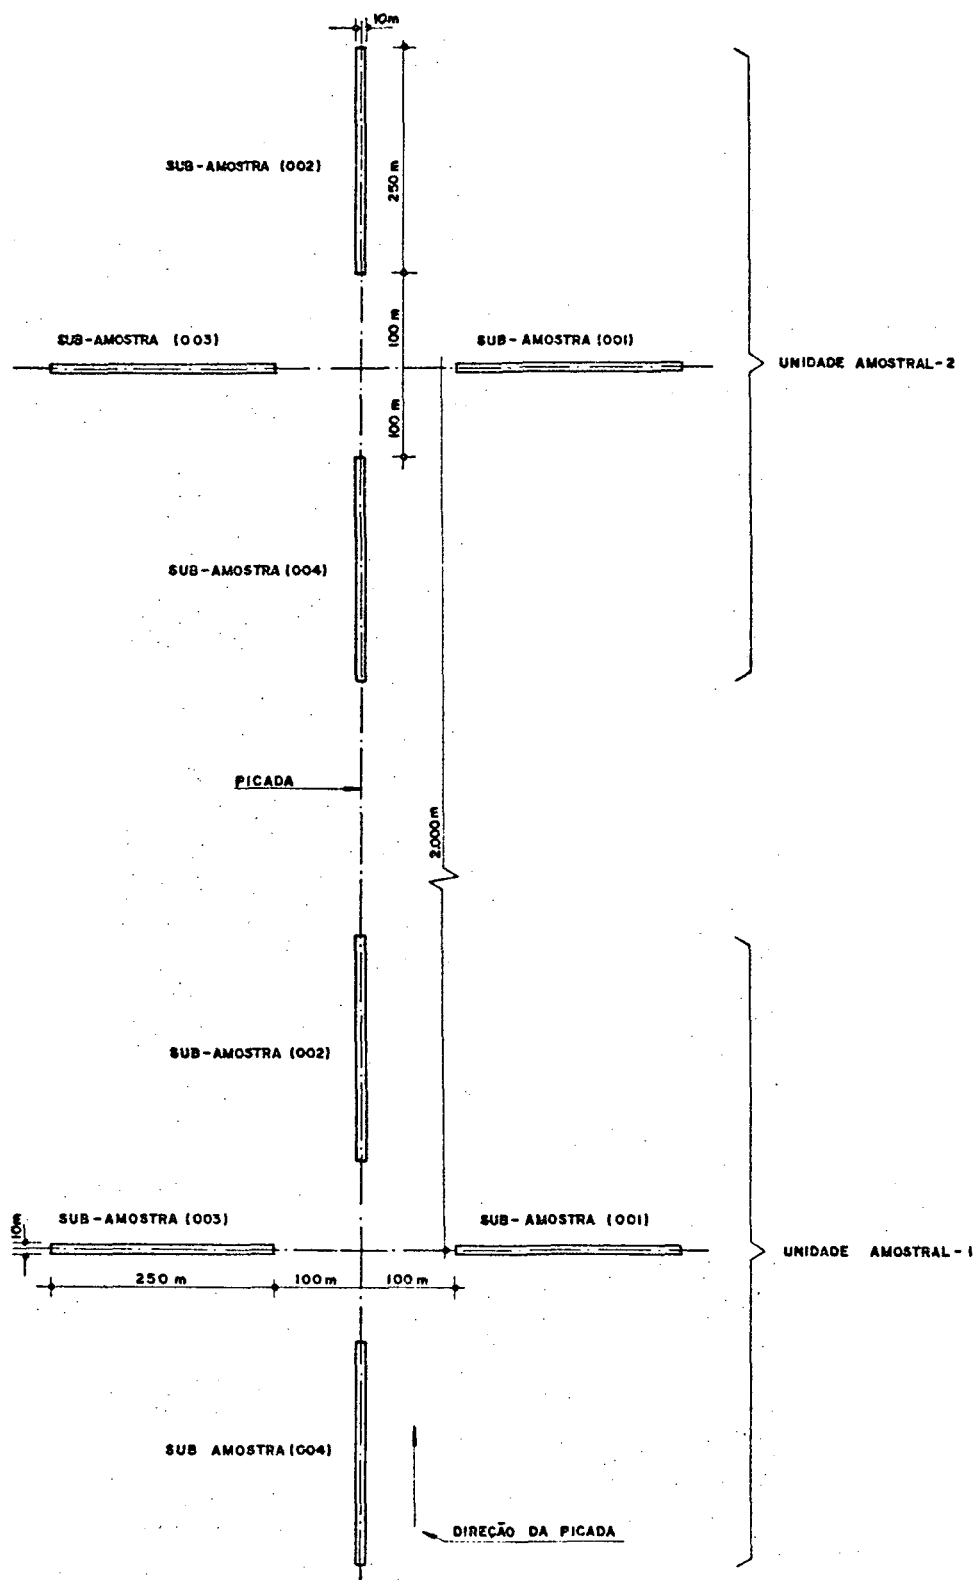 10m
SUB-AMOSTRA (002)
250 m
SUB-AMOSTRA (003)
100 m
SUB-AMOSTRA (001)
UNIDADE AMOSTRAL-2
100 m
SUB-AMOSTRA (004)
PICADA
2.000 m
SUB-AMOSTRA (002)
SUB-AMOSTRA (003)
SUB-AMOSTRA (001)
10m
UNIDADE AMOSTRAL-1
250 m
100 m
100 m
SUB AMOSTRA (004)
DIREÇÃO DA PICADA